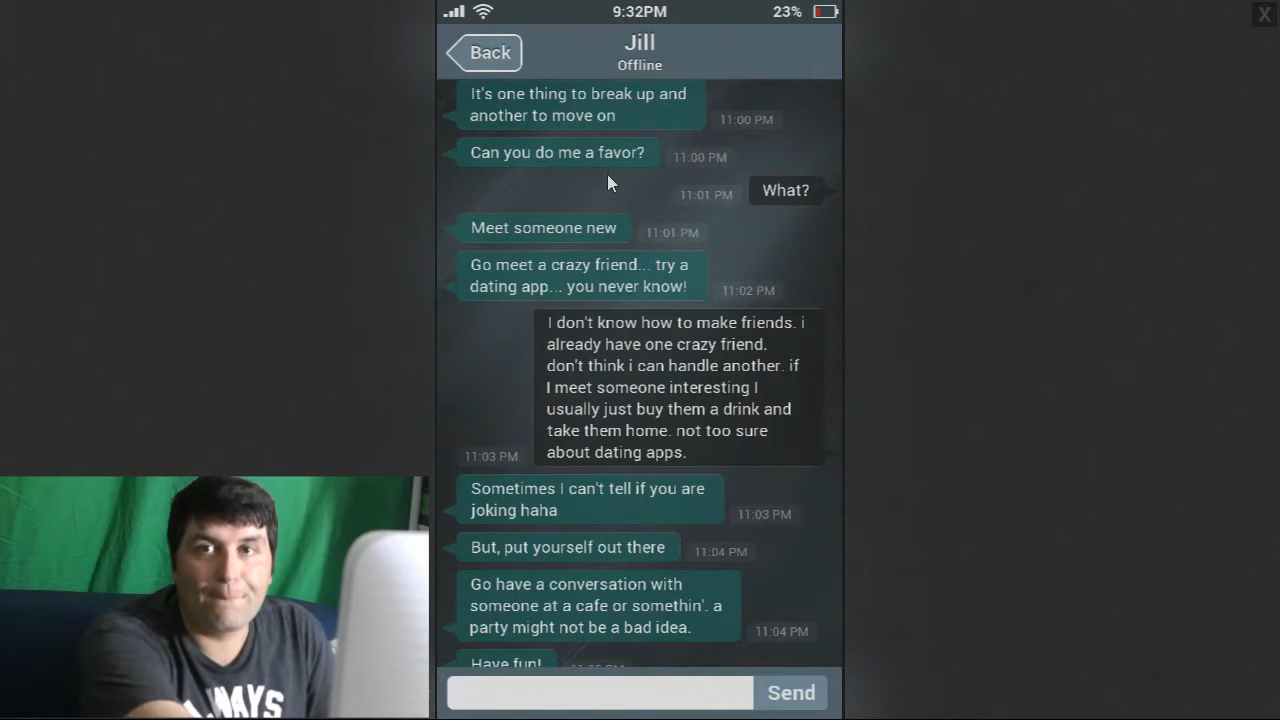 9:32PM
23%
X
Back
Jill
Offline
It's one thing to break up and
another to move on
11:00 PM
Can you do me a favor?
11:00 PM
What?
11:01 PM
Meet someone new
11:01 PM
Go meet a crazy friend... try a
dating app... you never know!
11:02 PM
I don't know how to make friends. i
already have one crazy friend.
don't think i can handle another. if
I meet someone interesting I
usually just buy them a drink and
take them home. not too sure
about dating apps.
11:03 PM
Sometimes I can't tell if you are
joking haha
11:03 PM
But, put yourself out there
11:04 PM
Go have a conversation with
someone at a cafe or somethin'. a
party might not be a bad idea.
11:04 PM
Have fun!
Send